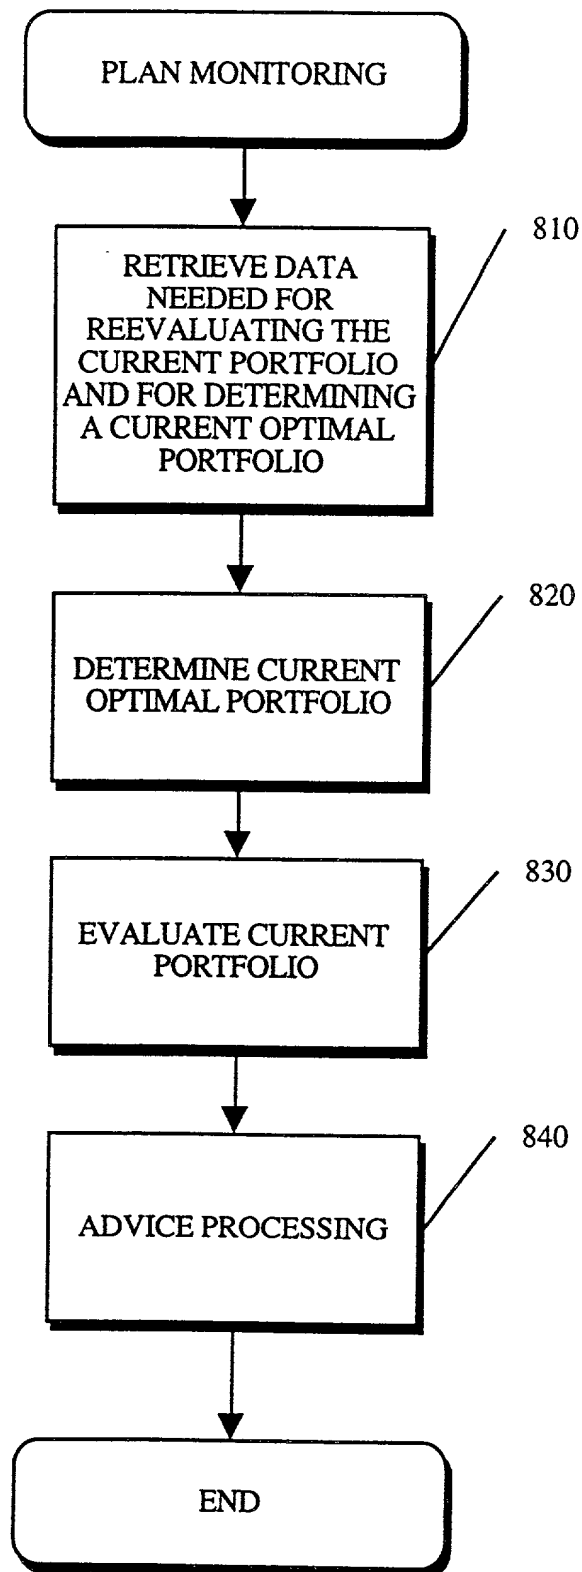 PLAN MONITORING
810
RETRIEVE DATA
NEEDED FOR
REEVALUATING THE
CURRENT PORTFOLIO
AND FOR DETERMINING
A CURRENT OPTIMAL
PORTFOLIO
820
DETERMINE CURRENT
OPTIMAL PORTFOLIO
830
EVALUATE CURRENT
PORTFOLIO
840
ADVICE PROCESSING
END